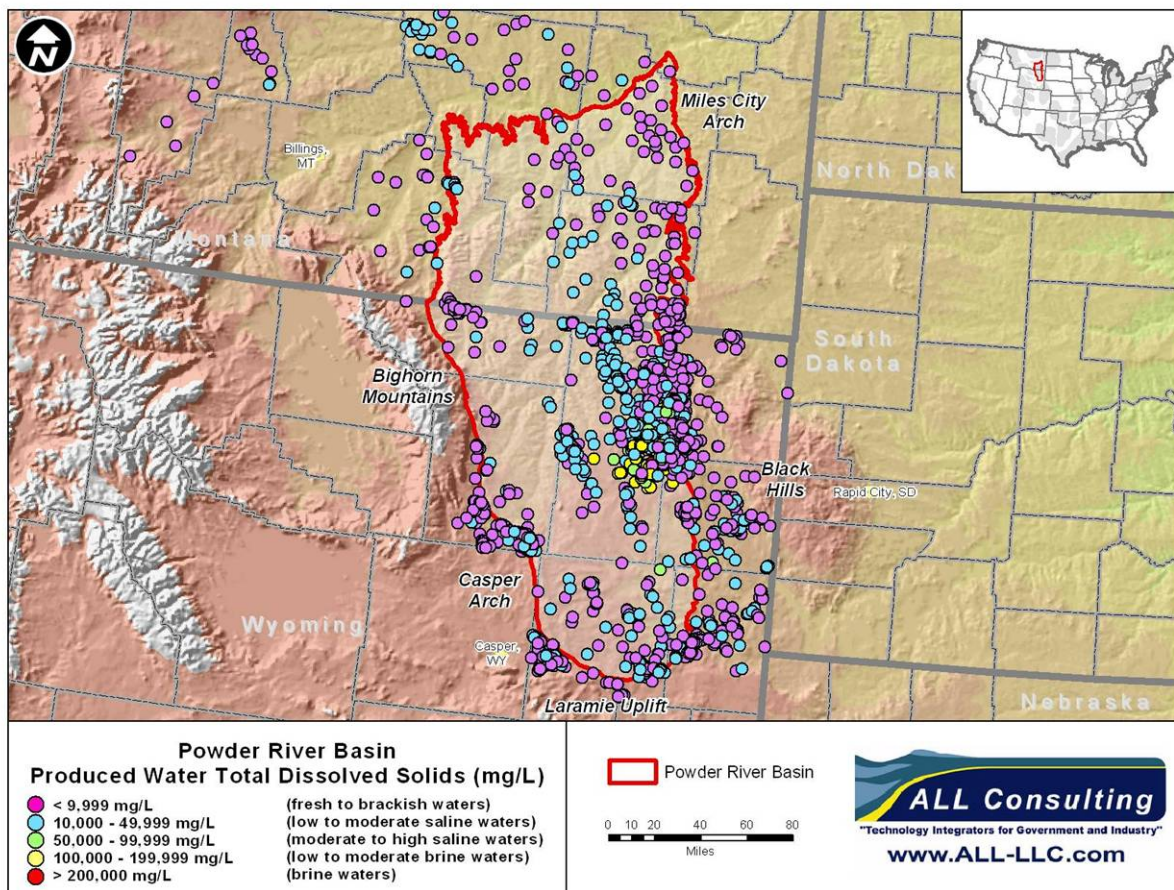 N
Miles City
Arch
Billings,
MT
North Dak
Montana
South
Dakota
Bighorn
Mountains
Black
Hills
Rapid City, SD
Casper
Arch
Wyoming
Casper,
WY
Laramie Uplift
Nebraska
Powder River Basin
Produced Water Total Dissolved Solids (mg/L)
< 9,999 mg/L (fresh to brackish waters)
10,000 - 49,999 mg/L (low to moderate saline waters)
50,000 - 99,999 mg/L (moderate to high saline waters)
100,000 - 199,999 mg/L (low to moderate brine waters)
> 200,000 mg/L (brine waters)
Powder River Basin
0 10 20 40 60 80
Miles
ALL Consulting
"Technology Integrators for Government and Industry"
www.ALL-LLC.com